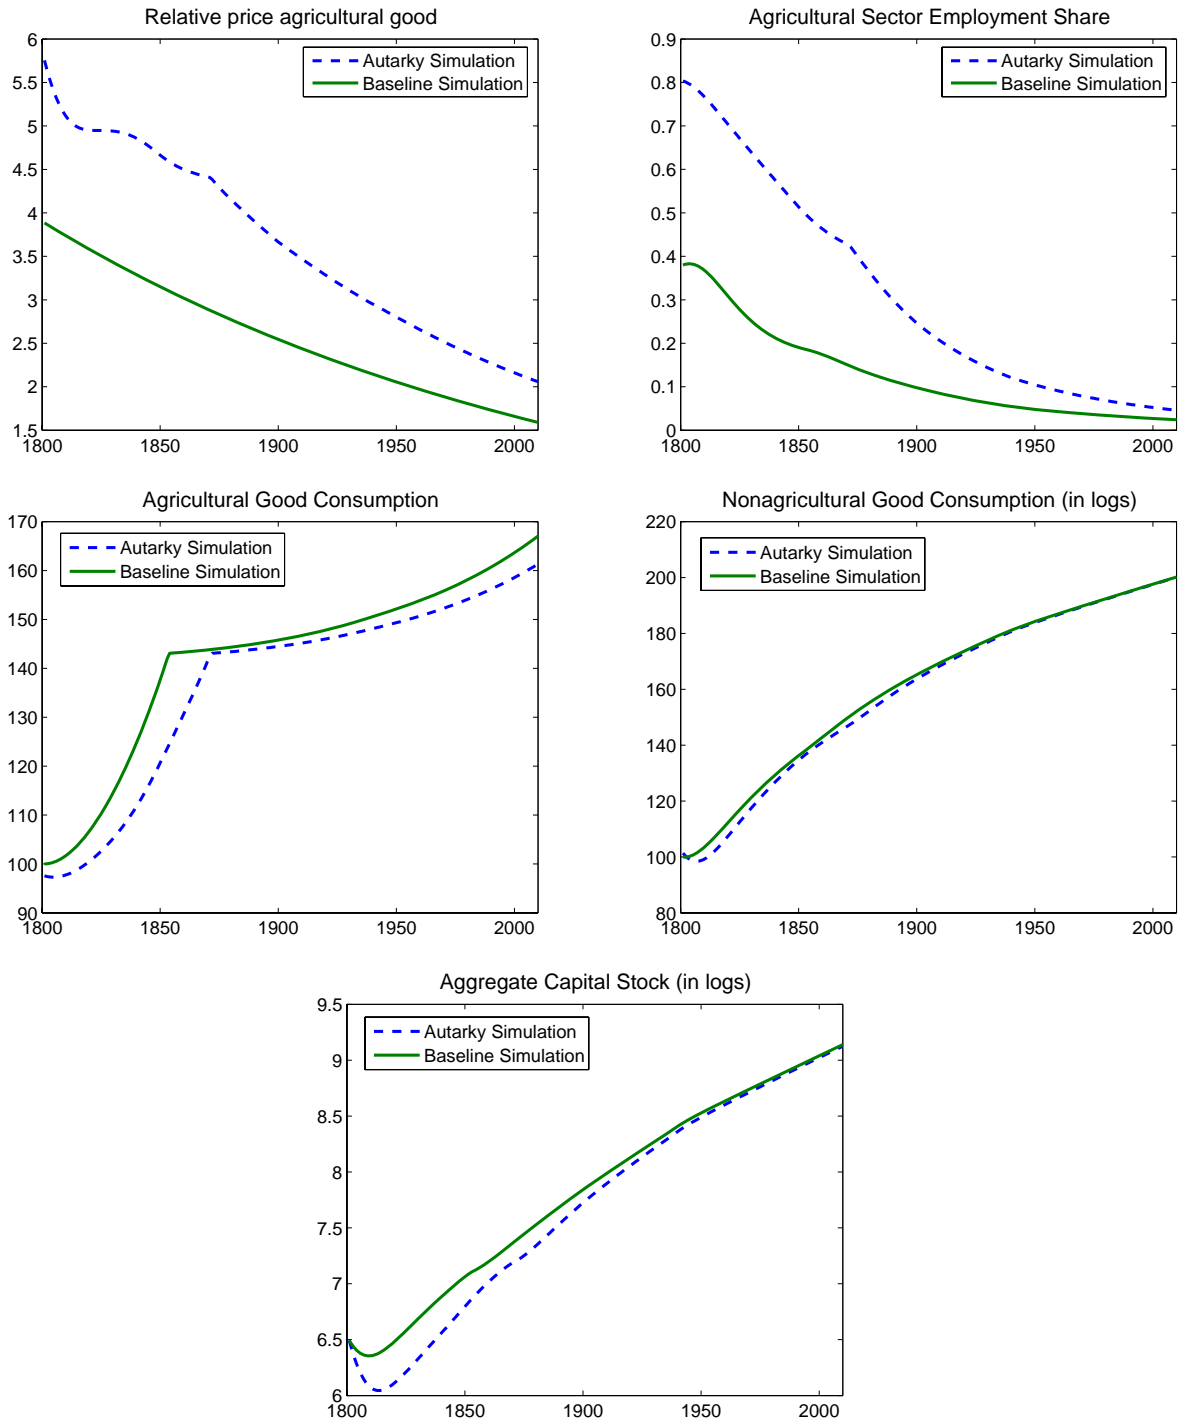 Relative price agricultural good
6
5.5
5
4.5
4
3.5
3
2.5
2
1.5
1800 1850 1900 1950 2000
Autarky Simulation
Baseline Simulation
Agricultural Sector Employment Share
0.9
0.8
0.7
0.6
0.5
0.4
0.3
0.2
0.1
0
1800 1850 1900 1950 2000
Autarky Simulation
Baseline Simulation
Agricultural Good Consumption
170
160
150
140
130
120
110
100
90
1800 1850 1900 1950 2000
Autarky Simulation
Baseline Simulation
Nonagricultural Good Consumption (in logs)
220
200
180
160
140
120
100
80
1800 1850 1900 1950 2000
Autarky Simulation
Baseline Simulation
Aggregate Capital Stock (in logs)
9.5
9
8.5
8
7.5
7
6.5
6
1800 1850 1900 1950 2000
Autarky Simulation
Baseline Simulation